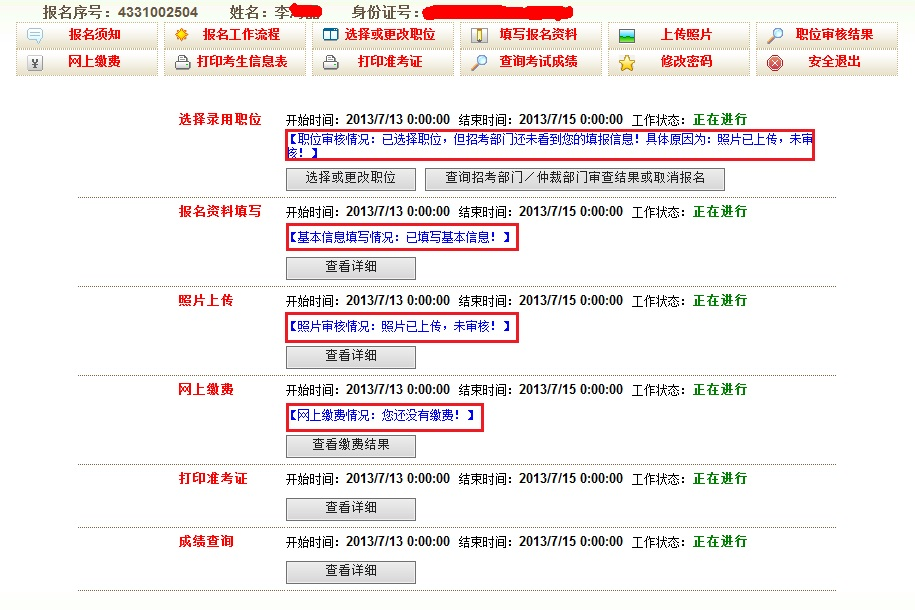 报名序号：4331002504 姓名：李 身份证号：
报名须知 报名工作流程 选择或更改职位 填写报名资料 上传照片 职位审核结果
网上缴费 打印考生信息表 打印准考证 查询考试成绩 修改密码 安全退出
选择录用职位 开始时间：2013/7/13 0:00:00 结束时间：2013/7/15 0:00:00 工作状态：正在进行
【职位审核情况：已选择职位，但招考部门还未看到您的填报信息！具体原因为：照片已上传，未审
核！】
选择或更改职位 查询招考部门／仲裁部门审查结果或取消报名
报名资料填写 开始时间：2013/7/13 0:00:00 结束时间：2013/7/15 0:00:00 工作状态：正在进行
【基本信息填写情况：已填写基本信息！】
查看详细
照片上传 开始时间：2013/7/13 0:00:00 结束时间：2013/7/15 0:00:00 工作状态：正在进行
【照片审核情况：照片已上传，未审核！】
查看详细
网上缴费 开始时间：2013/7/13 0:00:00 结束时间：2013/7/15 0:00:00 工作状态：正在进行
【网上缴费情况：您还没有缴费！】
查看缴费结果
打印准考证 开始时间：2013/7/13 0:00:00 结束时间：2013/7/15 0:00:00 工作状态：正在进行
查看详细
成绩查询 开始时间：2013/7/13 0:00:00 结束时间：2013/7/15 0:00:00 工作状态：正在进行
查看详细